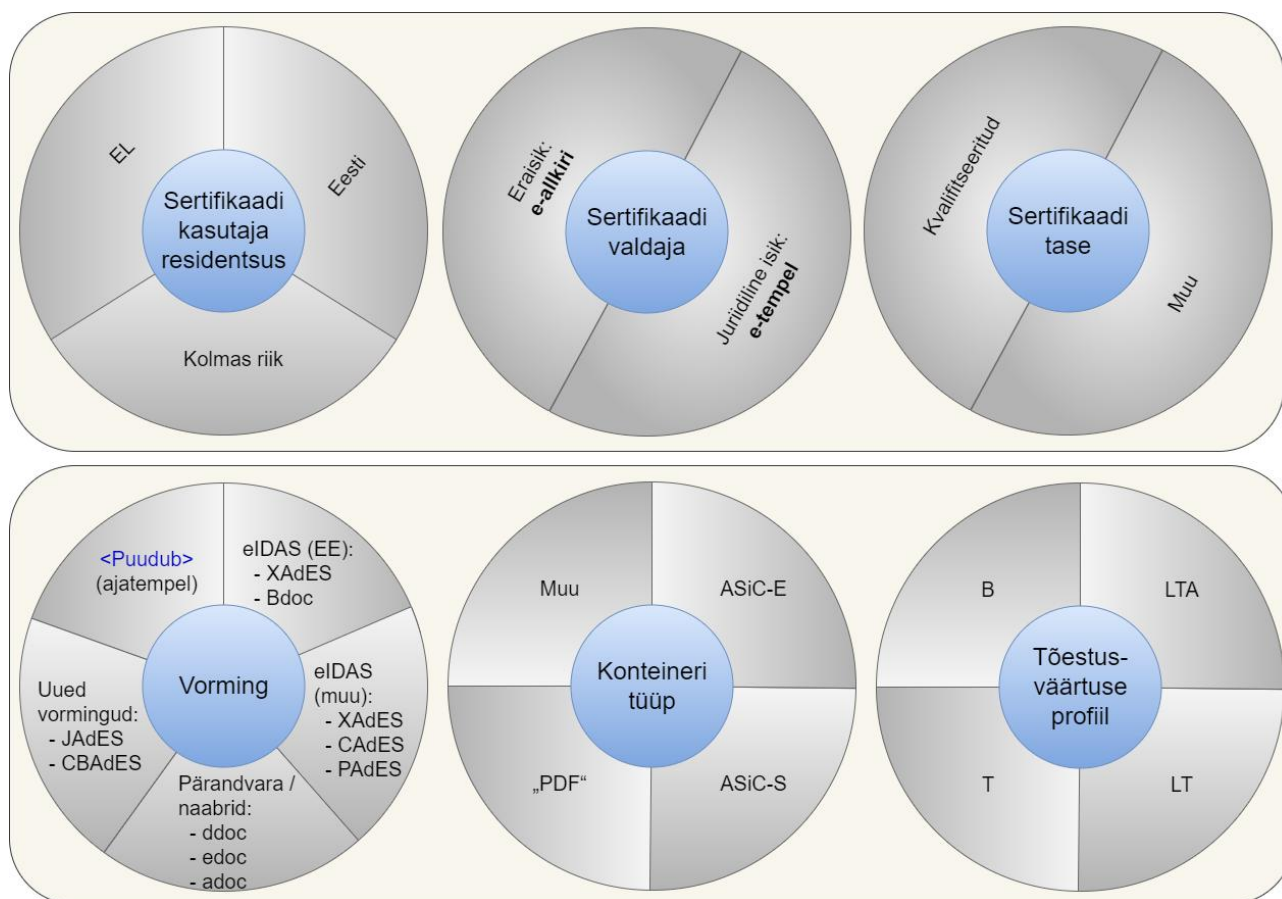 EL
Eesti
Sertifikaadi
kasutaja
residentsus
Kolmas riik
Eraisik:
e-allkiri
Sertifikaadi
valdaja
Juriidiline isik:
e-tempel
Kvalifitseeritud
Sertifikaadi
tase
Muu
<Puudub>
(ajatempel)
eIDAS (EE):
- XAdES
- Bdoc
Vorming
eIDAS
(muu):
- XAdES
- CAdES
- PAdES
Uued
vormingud:
- JAdES
- CBAdES
Pärandvara /
naabrid:
- ddoc
- edoc
- adoc
Muu
ASiC-E
Konteineri
tüüp
„PDF“
ASiC-S
B
LTA
Tõestus-
väärtuse
profiil
T
LT